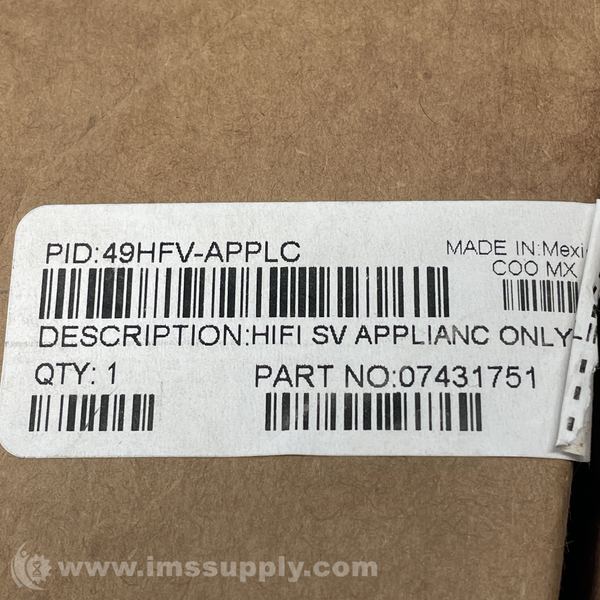 PID:49HFV-APPLC
MADE IN:Mexi
COO MX
DESCRIPTION:HIFI SV APPLIANC ONLY-
QTY: 1
PART NO:07431751
www.imssupply.com